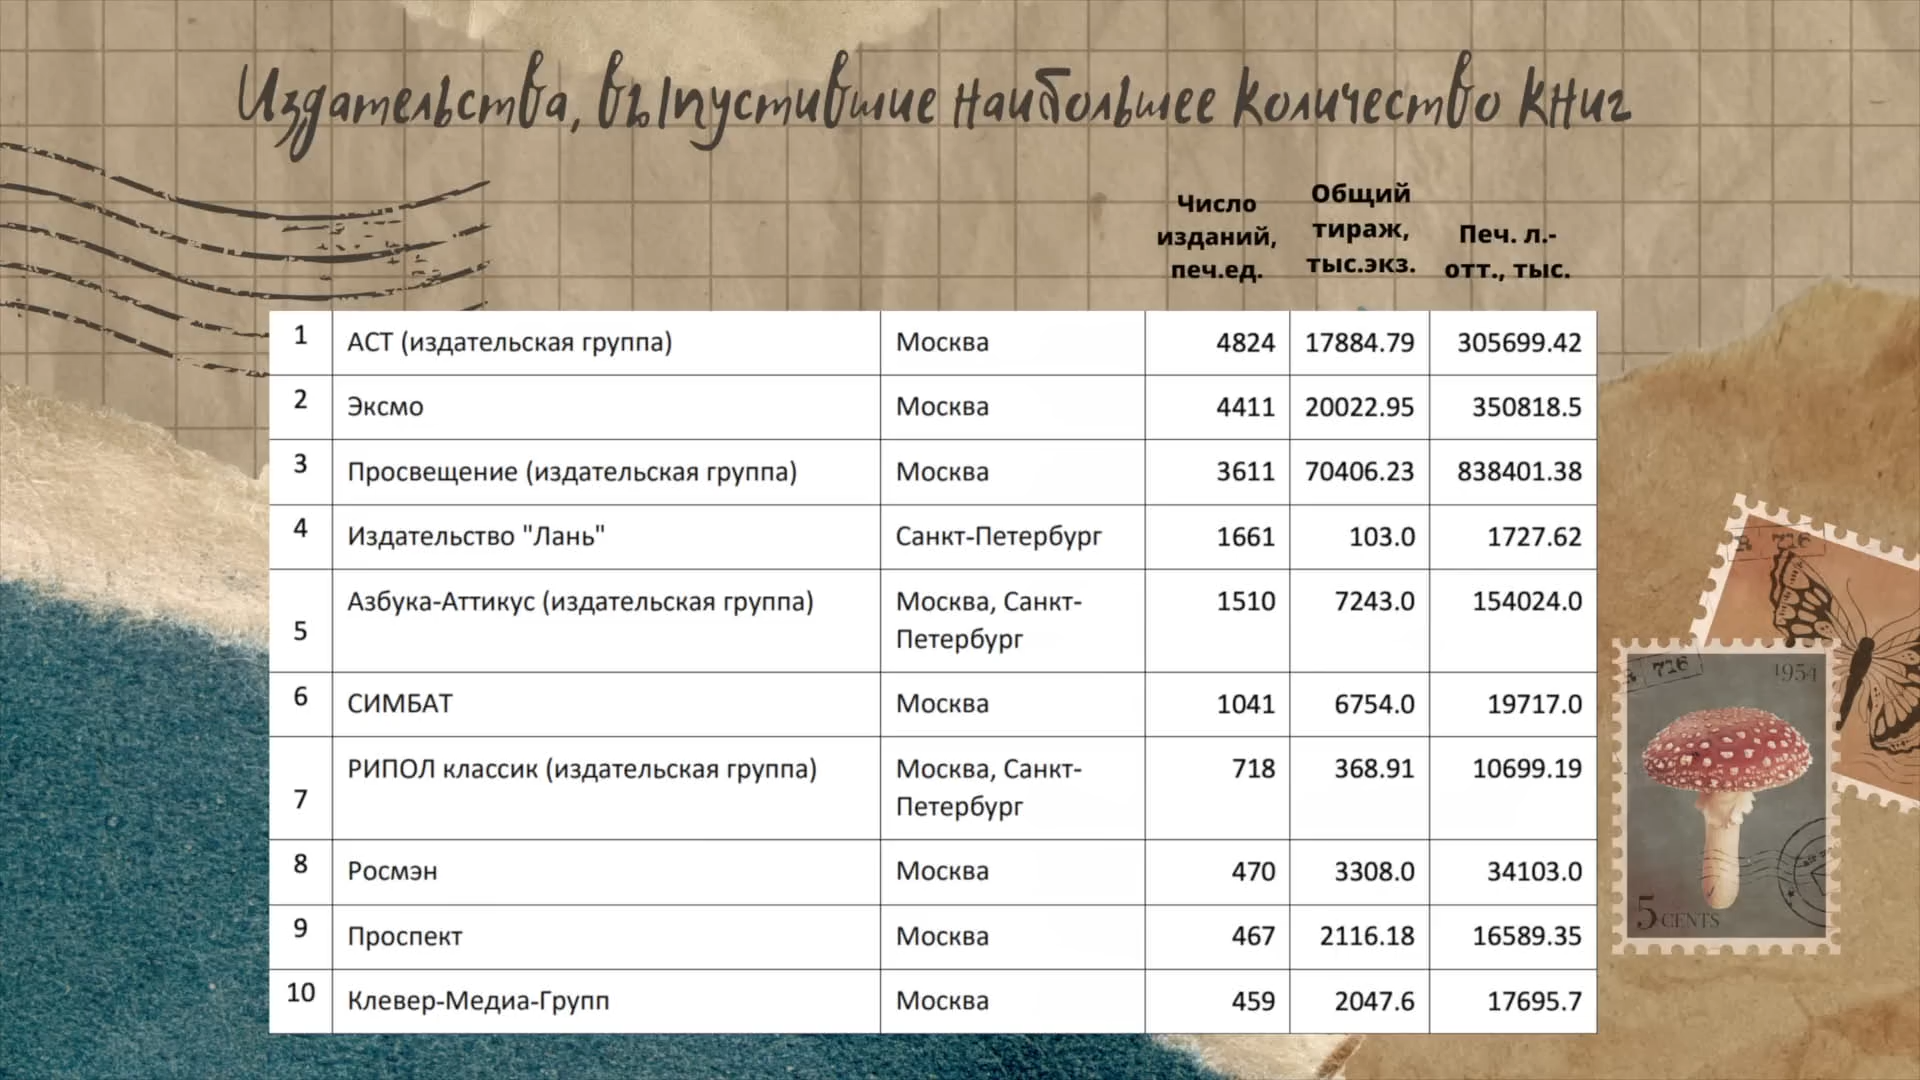 Издательства, выпустившие наибольшее количество книг
Число
изданий,
печ.ед.
Общий
тираж,
тыс.экз.
Печ. л.-
отт., тыс.
1 АСТ (издательская группа) Москва 4824 17884.79 305699.42
2 Эксмо Москва 4411 20022.95 350818.5
3 Просвещение (издательская группа) Москва 3611 70406.23 838401.38
4 Издательство "Лань" Санкт-Петербург 1661 103.0 1727.62
5 Азбука-Аттикус (издательская группа) Москва, Санкт-
Петербург 1510 7243.0 154024.0
6 СИМБАТ Москва 1041 6754.0 19717.0
7 РИПОЛ классик (издательская группа) Москва, Санкт-
Петербург 718 368.91 10699.19
8 Росмэн Москва 470 3308.0 34103.0
9 Проспект Москва 467 2116.18 16589.35
10 Клевер-Медиа-Групп Москва 459 2047.6 17695.7
R 716
R 716
1954
5 CENTS